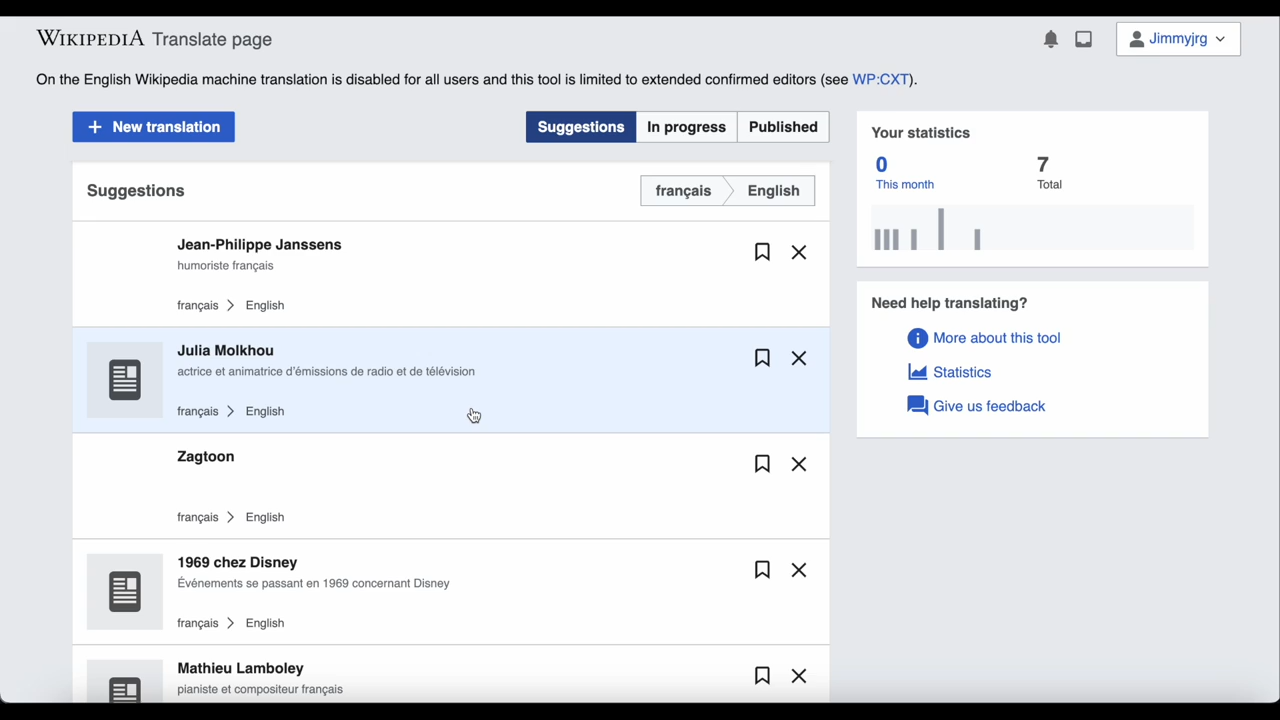 WIKIPEDIA Translate page
Jimmyjrg
On the English Wikipedia machine translation is disabled for all users and this tool is limited to extended confirmed editors (see WP:CXT).
+ New translation
Suggestions In progress Published
Suggestions
français English
Jean-Philippe Janssens
humoriste français
français > English
Julia Molkhou
actrice et animatrice d'émissions de radio et de télévision
français > English
Zagtoon
français > English
1969 chez Disney
Événements se passant en 1969 concernant Disney
français > English
Mathieu Lamboley
pianiste et compositeur français
Your statistics
0 7
This month Total
Need help translating?
More about this tool
Statistics
Give us feedback